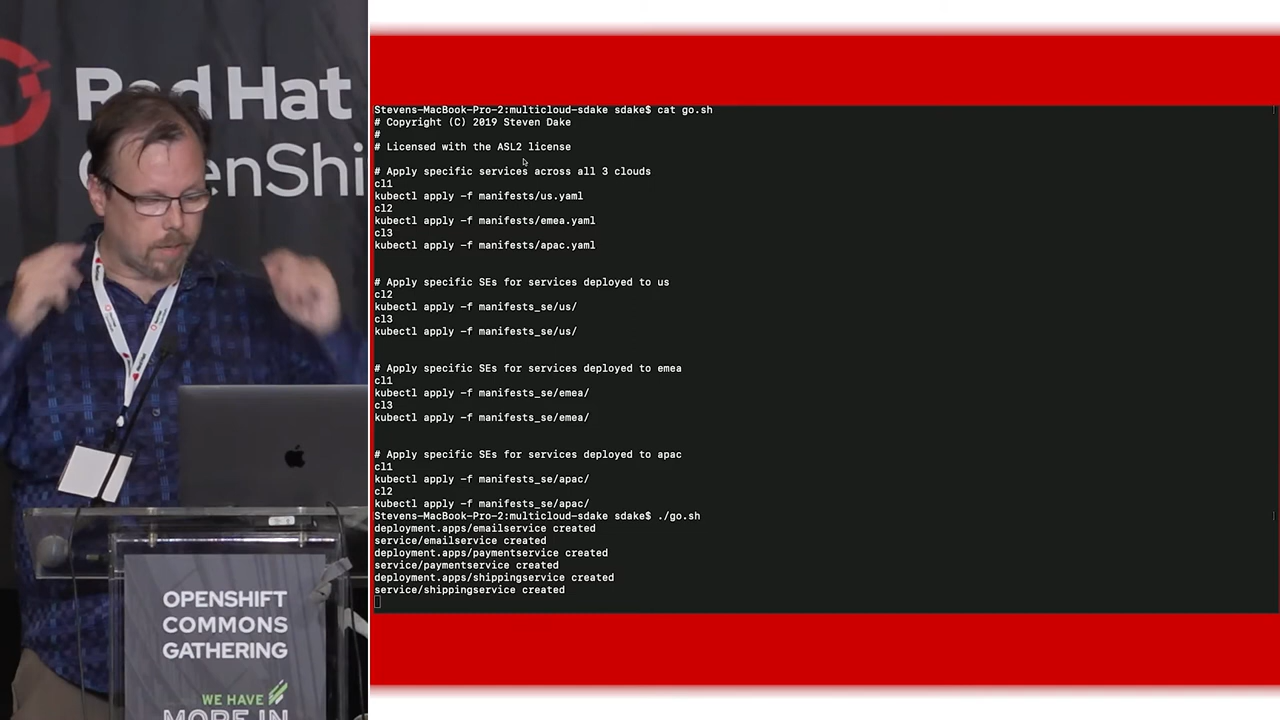 Red Hat
OpenShi
OPENSHIFT
COMMONS
GATHERING
WE HAVE
MORE IN
Stevens-MacBook-Pro-2:multicloud-sdake sdake$ cat go.sh
# Copyright (C) 2019 Steven Dake
#
# Licensed with the ASL2 license
# Apply specific services across all 3 clouds
cl1
kubectl apply -f manifests/us.yaml
cl2
kubectl apply -f manifests/emea.yaml
cl3
kubectl apply -f manifests/apac.yaml
# Apply specific SEs for services deployed to us
cl2
kubectl apply -f manifests_se/us/
cl3
kubectl apply -f manifests_se/us/
# Apply specific SEs for services deployed to emea
cl1
kubectl apply -f manifests_se/emea/
cl3
kubectl apply -f manifests_se/emea/
# Apply specific SEs for services deployed to apac
cl1
kubectl apply -f manifests_se/apac/
cl2
kubectl apply -f manifests_se/apac/
Stevens-MacBook-Pro-2:multicloud-sdake sdake$ ./go.sh
deployment.apps/emailservice created
service/emailservice created
deployment.apps/paymentservice created
service/paymentservice created
deployment.apps/shippingservice created
service/shippingservice created